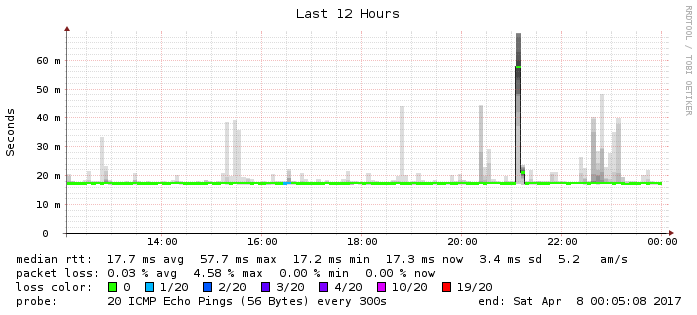 Last 12 Hours
RRDTOOL / TOBI OETIKER
Seconds
60 m
50 m
40 m
30 m
20 m
10 m
0
14:00 16:00 18:00 20:00 22:00 00:00
median rtt: 17.7 ms avg 57.7 ms max 17.2 ms min 17.3 ms now 3.4 ms sd 5.2 am/s
packet loss: 0.03 % avg 4.58 % max 0.00 % min 0.00 % now
loss color: 0 1/20 2/20 3/20 4/20 10/20 19/20
probe: 20 ICMP Echo Pings (56 Bytes) every 300s end: Sat Apr 8 00:05:08 2017